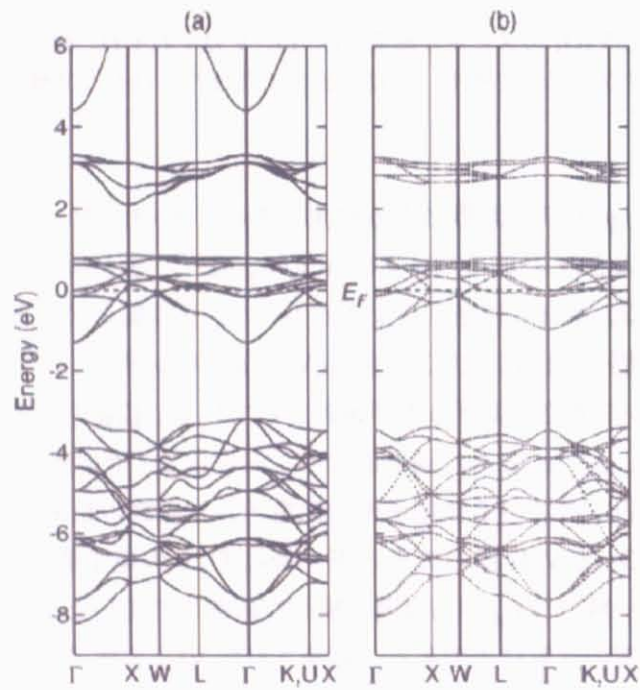 (a) (b)
6
4
2
0
-2
-4
-6
-8
Energy (eV)
E_F
Γ X W L Γ K,U X Γ X W L Γ K,U X